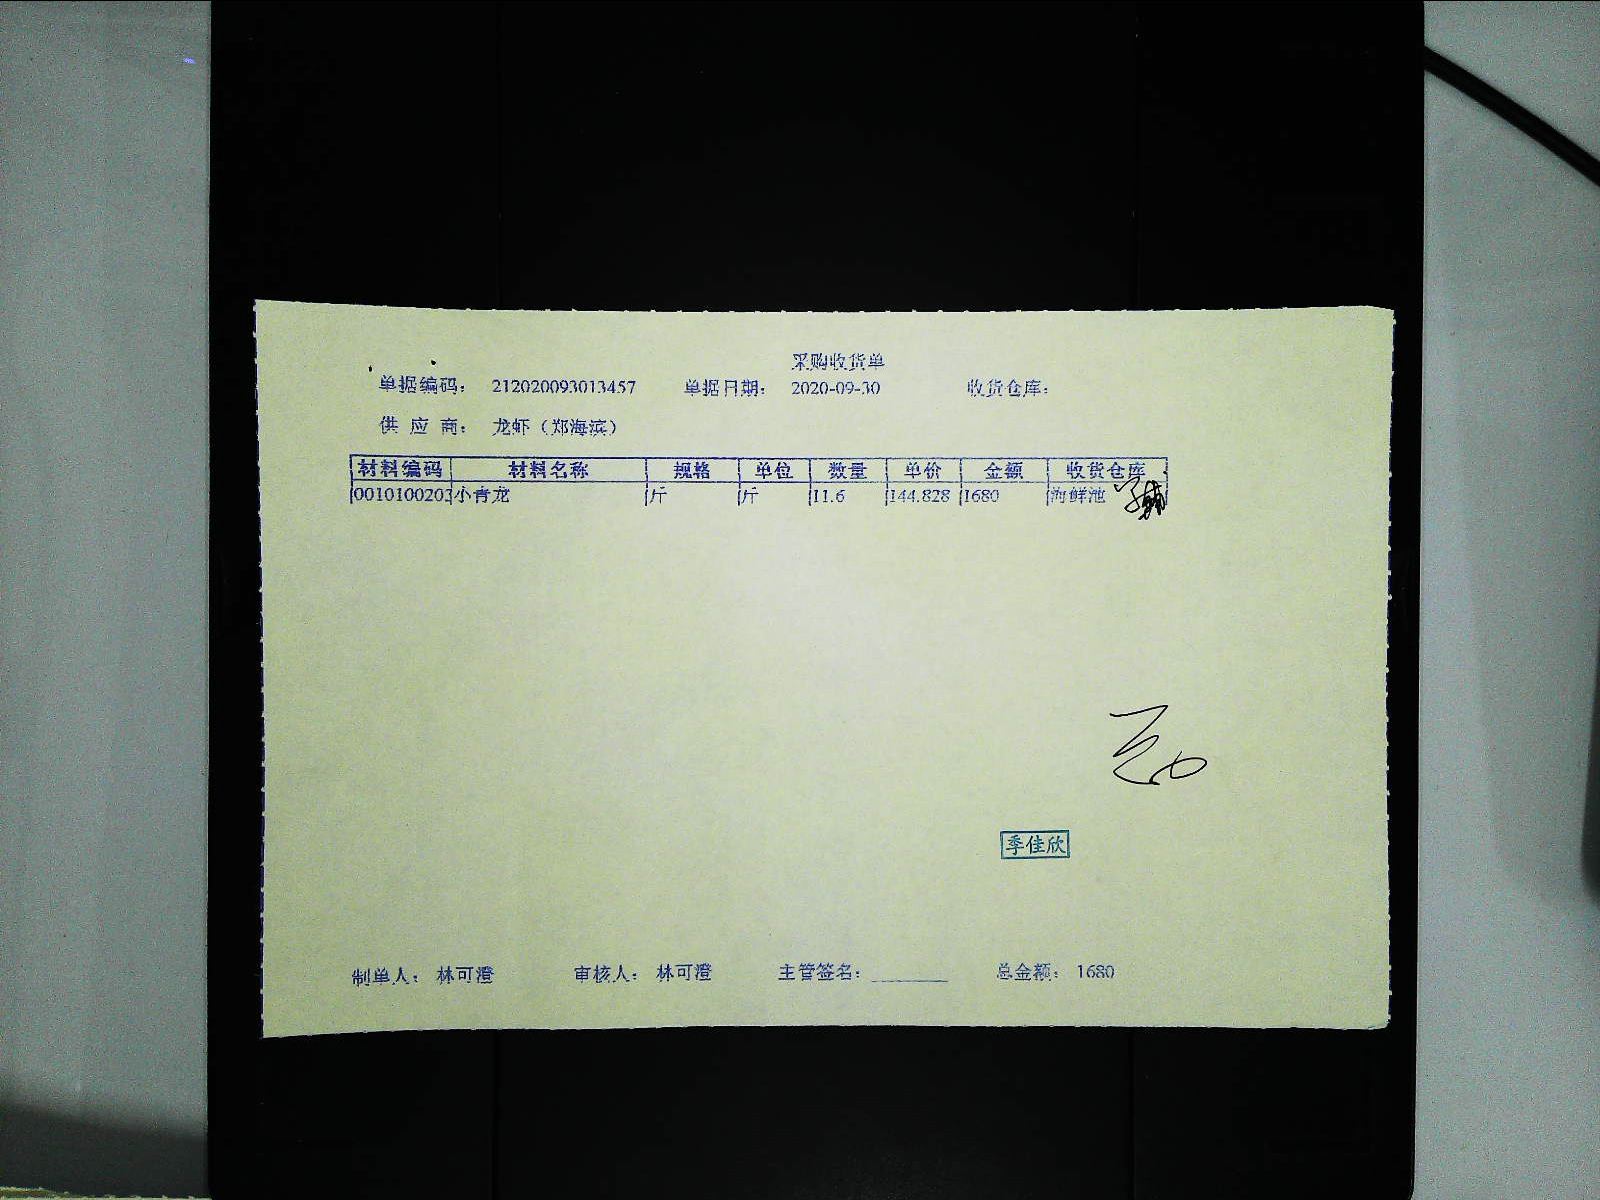 采购收货单
单据编码: 212020093013457 单据日期: 2020-09-30 收货仓库:
供 应 商: 龙虾（郑海滨）
材料编码 材料名称 规格 单位 数量 单价 金额 收货仓库
0010100203 小青龙 斤 斤 11.6 144.828 1680 海鲜池
季佳欣
制单人: 林可澄 审核人: 林可澄 主管签名: 总金额: 1680